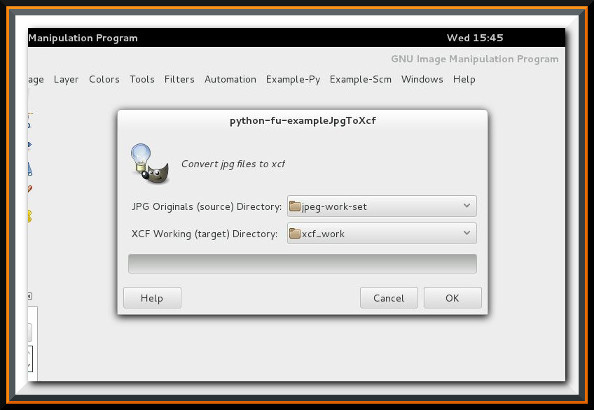 Manipulation Program Wed 15:45
GNU Image Manipulation Program
age Layer Colors Tools Filters Automation Example-Py Example-Scm Windows Help
python-fu-exampleJpgToXcf
Convert jpg files to xcf
JPG Originals (source) Directory: jpeg-work-set
XCF Working (target) Directory: xcf_work
Help Cancel OK